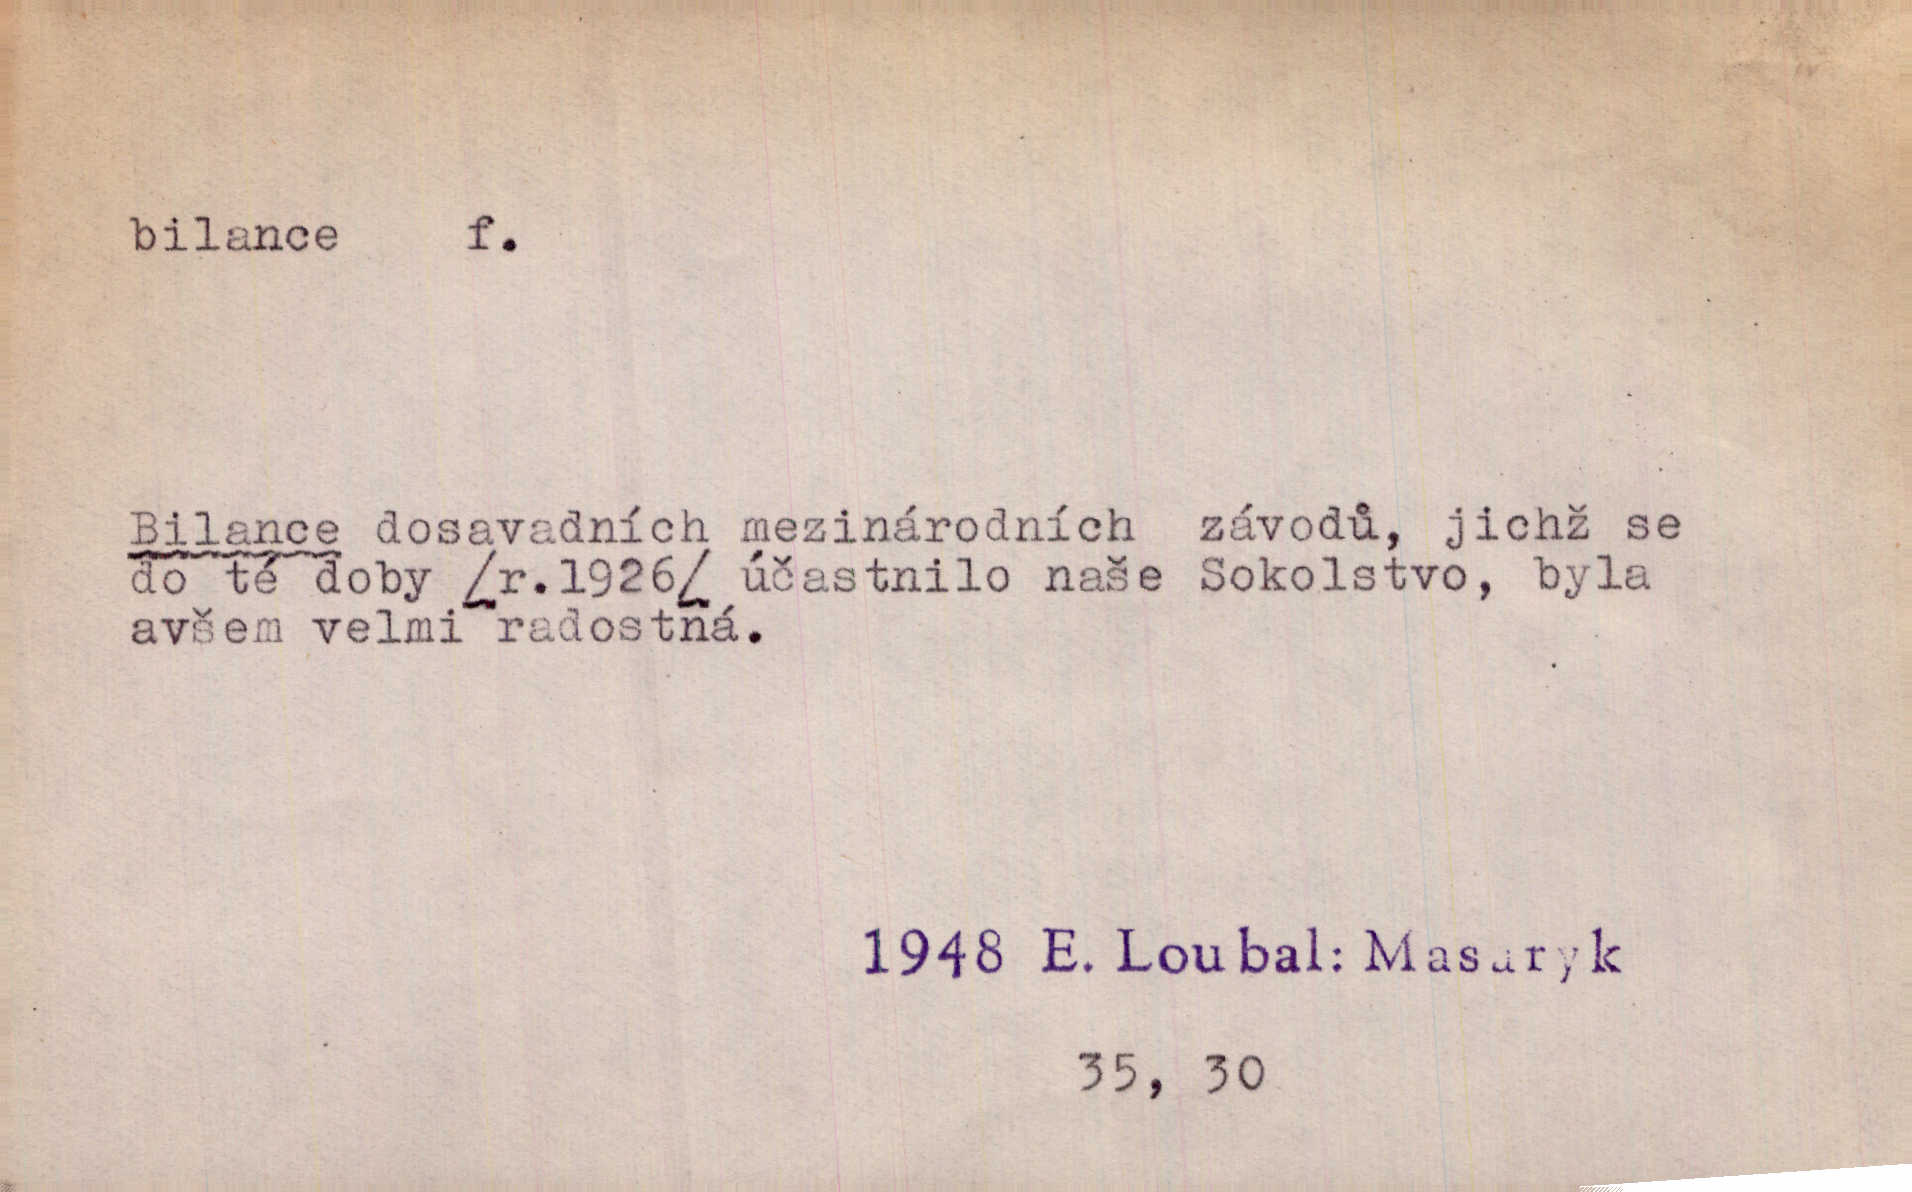 bilance f.
Bilance dosavadních mezinárodních závodů, jichž se
do té doby /r.1926/ účastnilo naše Sokolstvo, byla
avšem velmi radostná.
1948 E. Loubal: Masaryk
35, 30